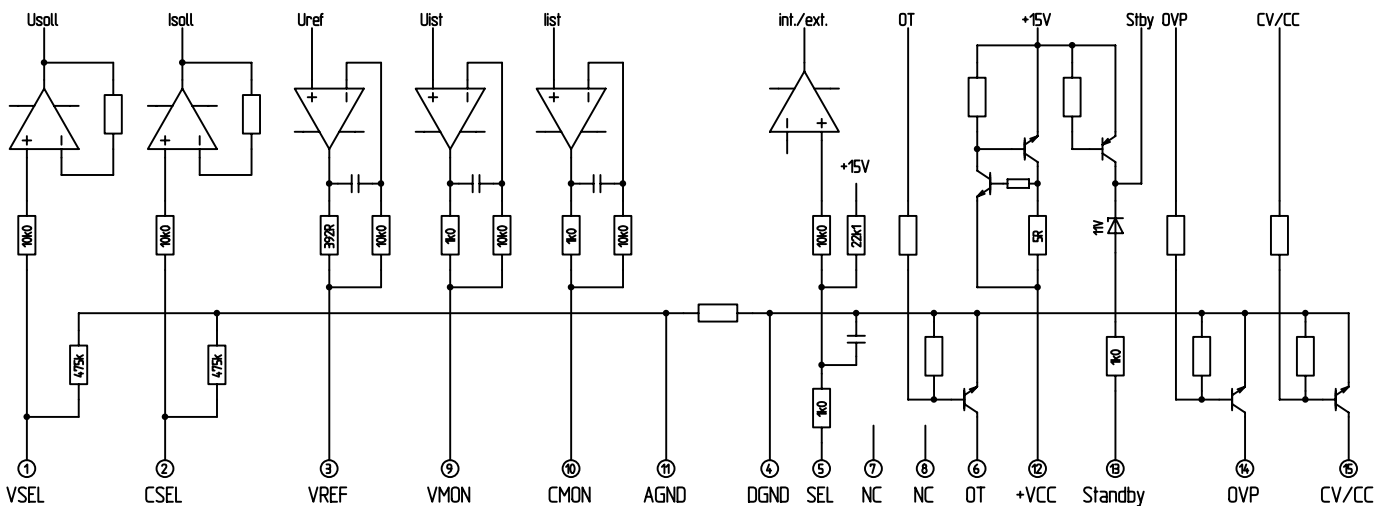 Usoll Isoll Uref Uist Iist int./ext. OT +15V Stby OVP CV/CC
+ − + − + − + − + − − +
+15V
10k0 10k0 392R 10k0 1k0 10k0 1k0 10k0 10k0 22k1 5R 11V
475k 475k 1k0 1k0
1 2 3 9 10 11 4 5 7 8 6 12 13 14 15
VSEL CSEL VREF VMON CMON AGND DGND SEL NC NC OT +VCC Standby OVP CV/CC